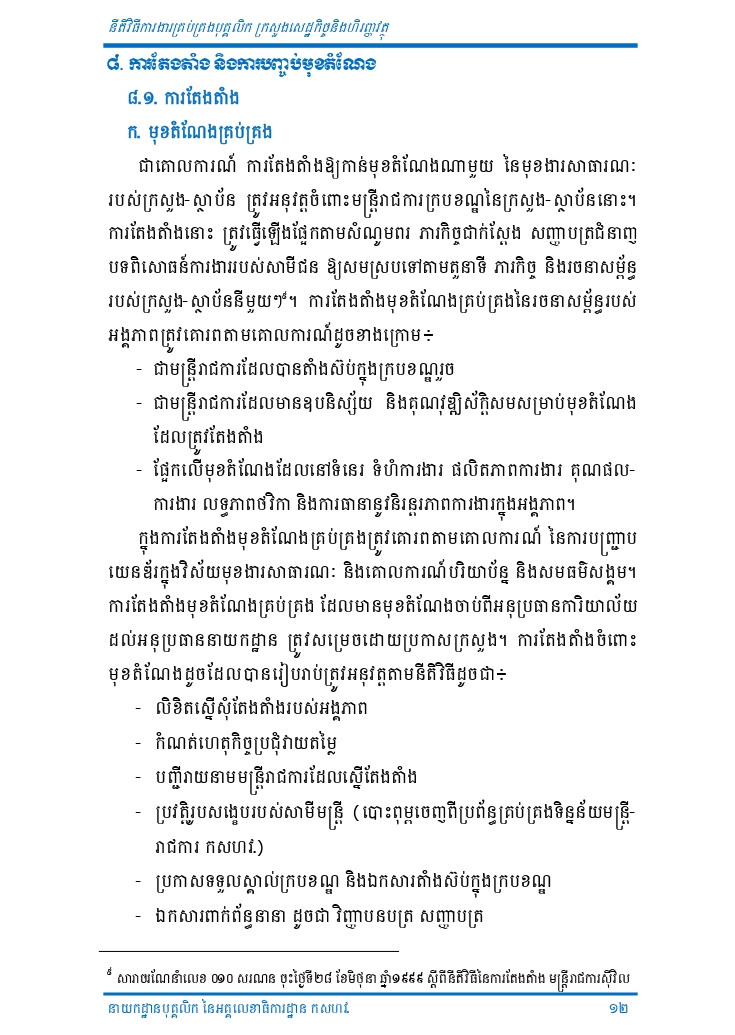 នីតិវិធីការងារគ្រប់គ្រងបុគ្គលិក ក្រសួងសេដ្ឋកិច្ចនិងហិរញ្ញវត្ថុ
៨. ការតែងតាំង និងការបញ្ចប់មុខតំណែង
៨.១. ការតែងតាំង
ក. មុខតំណែងគ្រប់គ្រង
ជាគោលការណ៍ ការតែងតាំងឱ្យកាន់មុខតំណែងណាមួយ នៃមុខងារសាធារណៈ
របស់ក្រសួង-ស្ថាប័ន ត្រូវអនុវត្តចំពោះមន្ត្រីរាជការក្របខណ្ឌនៃក្រសួង-ស្ថាប័ននោះ។
ការតែងតាំងនោះ ត្រូវធ្វើឡើងផ្អែកតាមសំណូមពរ ភារកិច្ចជាក់ស្តែង សញ្ញាបត្រជំនាញ
បទពិសោធន៍ការងាររបស់សាមីជន ឱ្យសមស្របទៅតាមតួនាទី ភារកិច្ច និងរចនាសម្ព័ន្ធ
របស់ក្រសួង-ស្ថាប័ននីមួយៗ៥។ ការតែងតាំងមុខតំណែងគ្រប់គ្រងនៃរចនាសម្ព័ន្ធរបស់
អង្គភាពត្រូវគោរពតាមគោលការណ៍ដូចខាងក្រោម÷
- ជាមន្ត្រីរាជការដែលបានតាំងស៊ប់ក្នុងក្របខណ្ឌរួច
- ជាមន្ត្រីរាជការដែលមានឧបនិស្ស័យ និងគុណវុឌ្ឍិស័ក្តិសមសម្រាប់មុខតំណែង
ដែលត្រូវតែងតាំង
- ផ្អែកលើមុខតំណែងដែលនៅទំនេរ ទំហំការងារ ផលិតភាពការងារ គុណផល-
ការងារ លទ្ធភាពថវិកា និងការធានានូវនិរន្តរភាពការងារក្នុងអង្គភាព។
ក្នុងការតែងតាំងមុខតំណែងគ្រប់គ្រងត្រូវគោរពតាមគោលការណ៍ នៃការបញ្ជ្រាប
យេនឌ័រក្នុងវិស័យមុខងារសាធារណៈ និងគោលការណ៍បរិយាប័ន្ន និងសមធម៌សង្គម។
ការតែងតាំងមុខតំណែងគ្រប់គ្រង ដែលមានមុខតំណែងចាប់ពីអនុប្រធានការិយាល័យ
ដល់អនុប្រធាននាយកដ្ឋាន ត្រូវសម្រេចដោយប្រកាសក្រសួង។ ការតែងតាំងចំពោះ
មុខតំណែងដូចដែលបានរៀបរាប់ត្រូវអនុវត្តតាមនីតិវិធីដូចជា÷
- លិខិតស្នើសុំតែងតាំងរបស់អង្គភាព
- កំណត់ហេតុកិច្ចប្រជុំវាយតម្លៃ
- បញ្ជីរាយនាមមន្ត្រីរាជការដែលស្នើតែងតាំង
- ប្រវត្តិរូបសង្ខេបរបស់សាមីមន្ត្រី (បោះពុម្ពចេញពីប្រព័ន្ធគ្រប់គ្រងទិន្នន័យមន្ត្រី-
រាជការ កសហវ.)
- ប្រកាសទទួលស្គាល់ក្របខណ្ឌ និងឯកសារតាំងស៊ប់ក្នុងក្របខណ្ឌ
- ឯកសារពាក់ព័ន្ធនានា ដូចជា វិញ្ញាបនបត្រ សញ្ញាបត្រ
៥ សារាចរណែនាំលេខ ០១០ សរណន ចុះថ្ងៃទី២៨ ខែមិថុនា ឆ្នាំ១៩៩៩ ស្តីពីនីតិវិធីនៃការតែងតាំង មន្ត្រីរាជការស៊ីវិល
នាយកដ្ឋានបុគ្គលិក នៃអគ្គលេខាធិការដ្ឋាន កសហវ. ១២